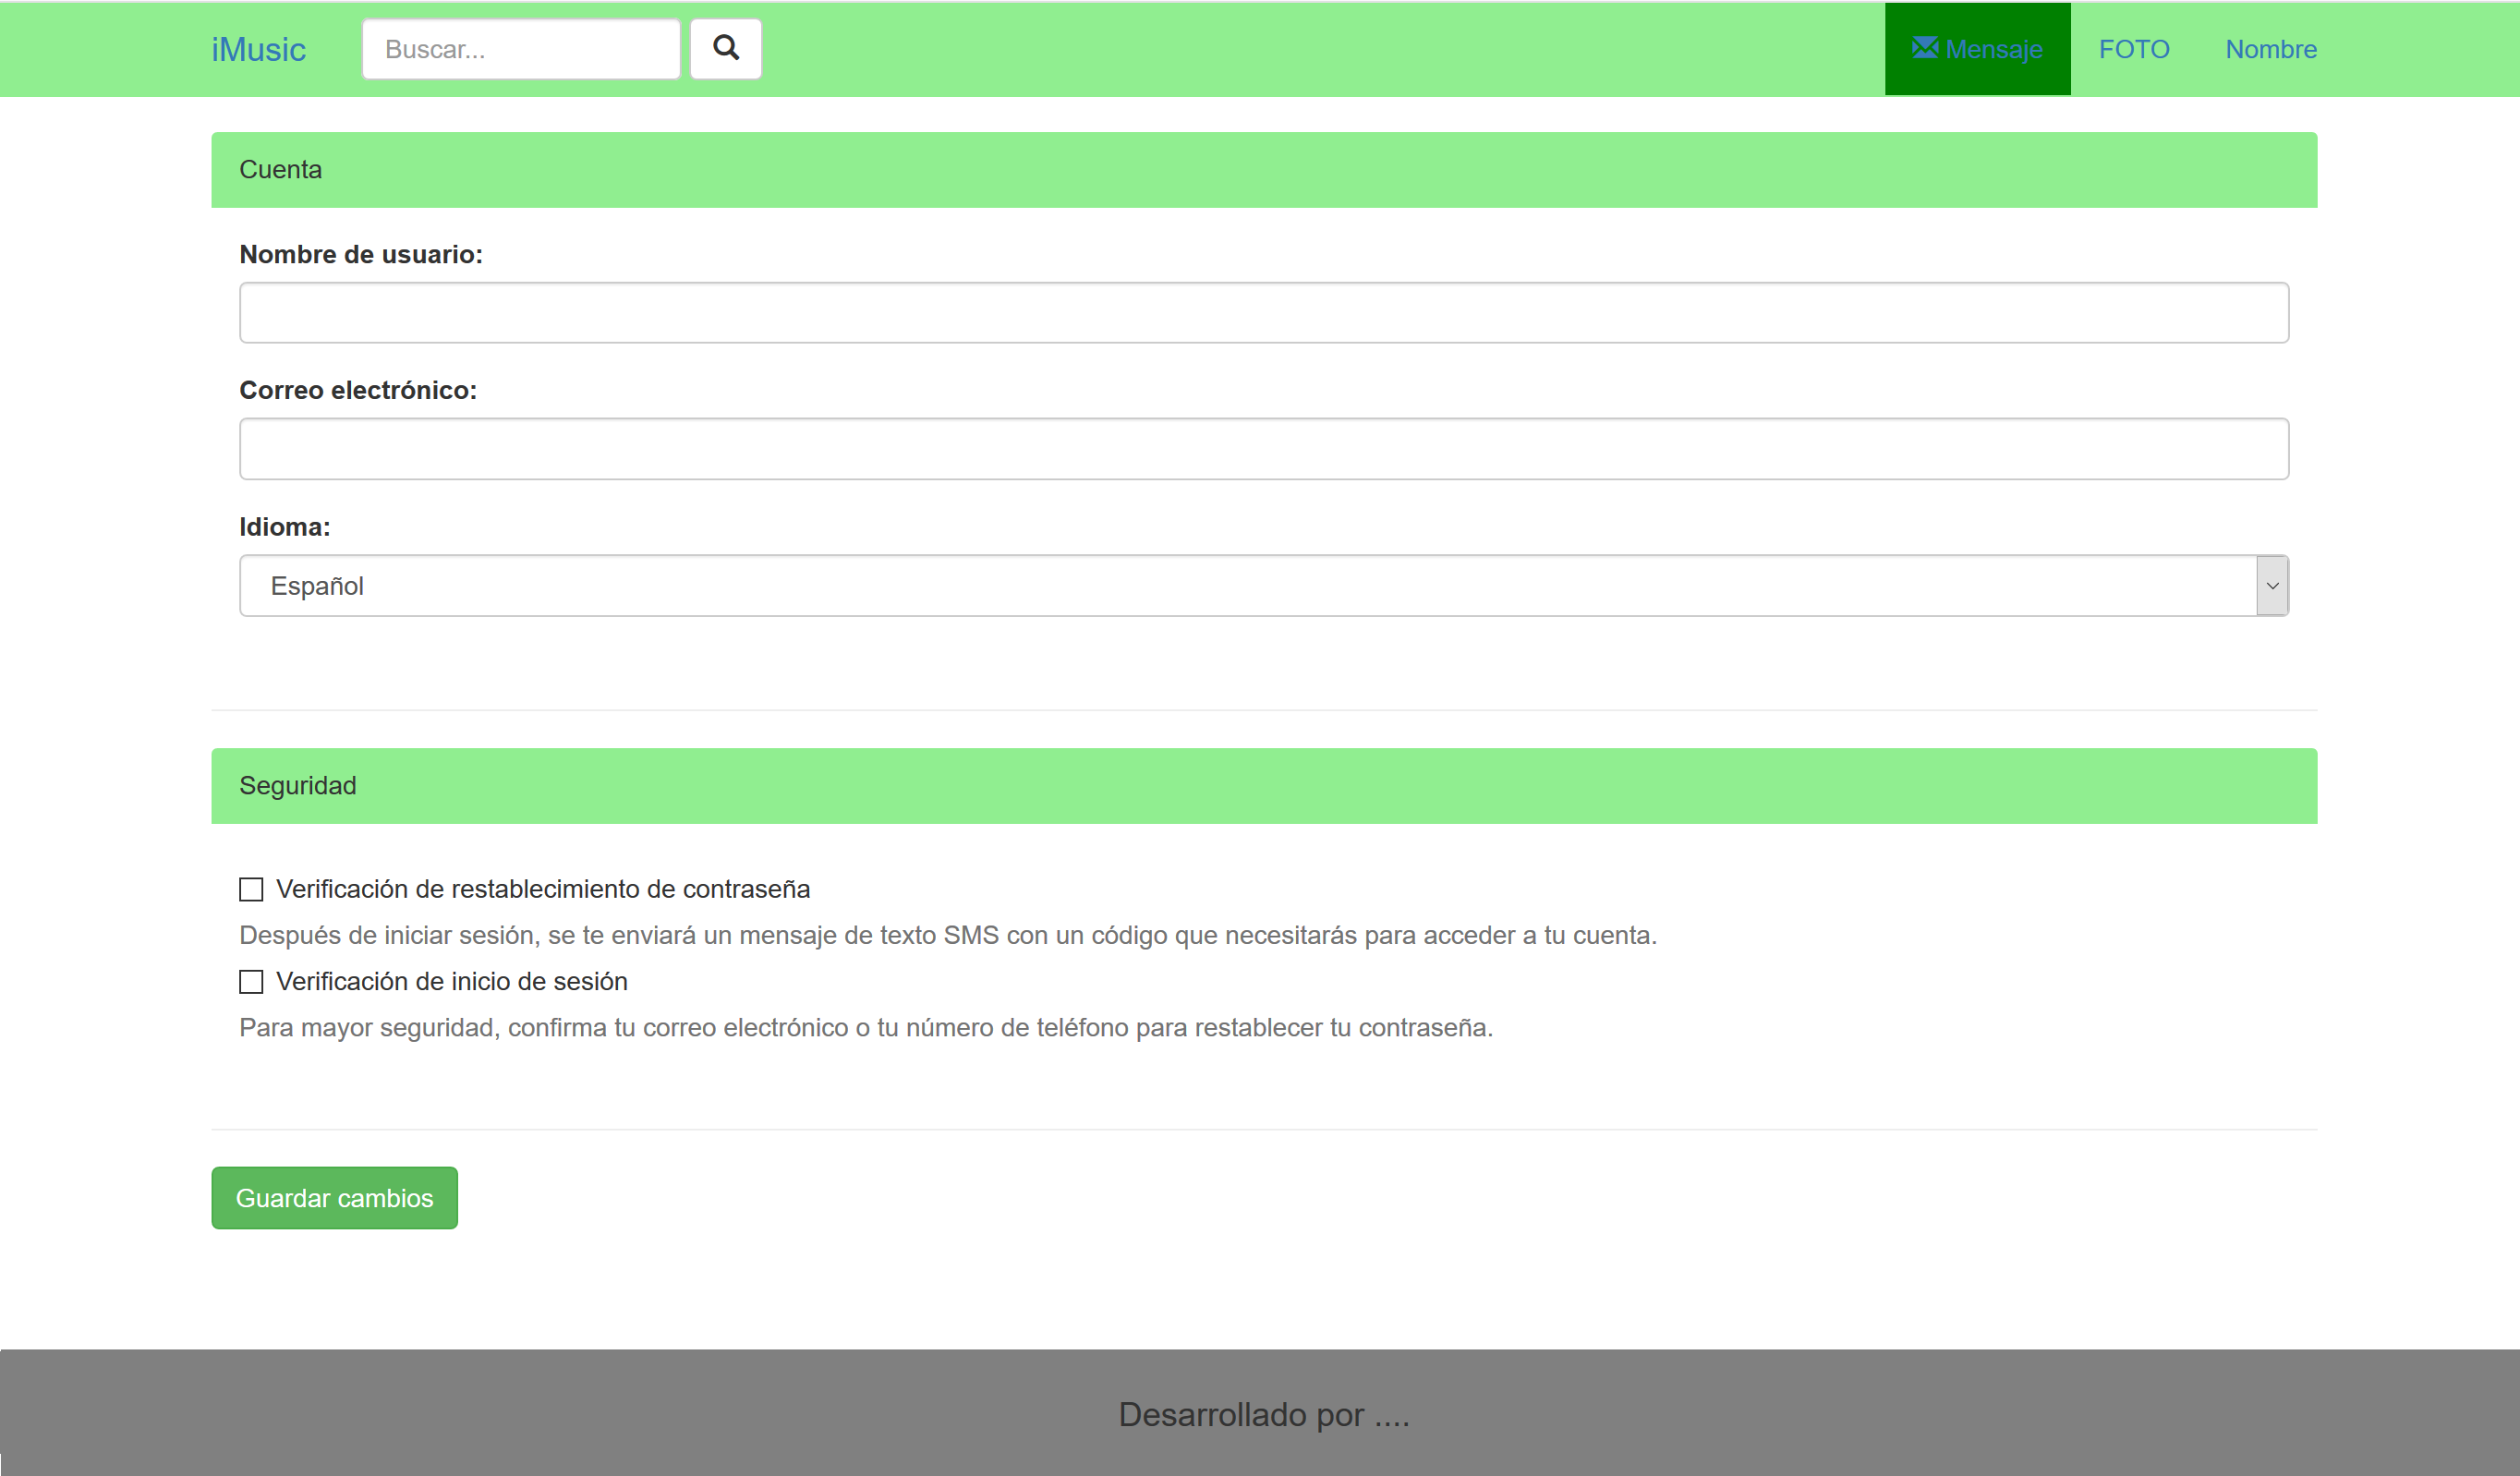 iMusic Buscar... Mensaje FOTO Nombre
Cuenta
Nombre de usuario:
Correo electrónico:
Idioma:
Español
Seguridad
Verificación de restablecimiento de contraseña
Después de iniciar sesión, se te enviará un mensaje de texto SMS con un código que necesitarás para acceder a tu cuenta.
Verificación de inicio de sesión
Para mayor seguridad, confirma tu correo electrónico o tu número de teléfono para restablecer tu contraseña.
Guardar cambios
Desarrollado por ....